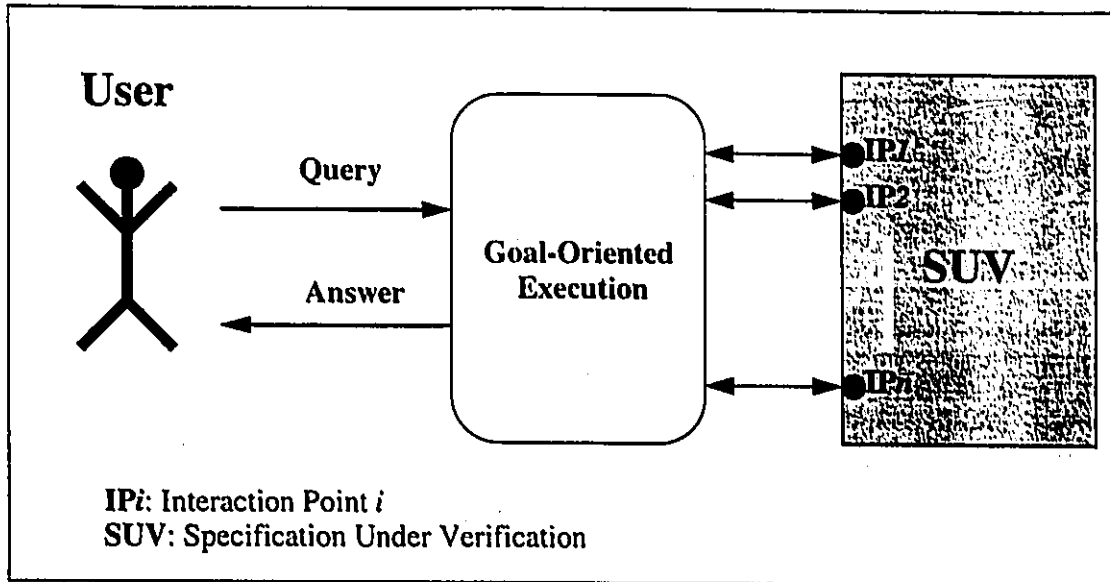 User
Query
Answer
Goal-Oriented
Execution
IP1
IP2
SUV
IPn
IPi: Interaction Point i
SUV: Specification Under Verification